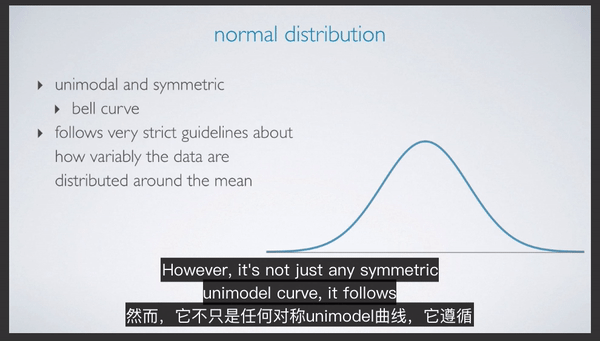 normal distribution
unimodal and symmetric
bell curve
follows very strict guidelines about
how variably the data are
distributed around the mean
However, it's not just any symmetric
unimodel curve, it follows
然而，它不只是任何对称unimodel曲线，它遵循